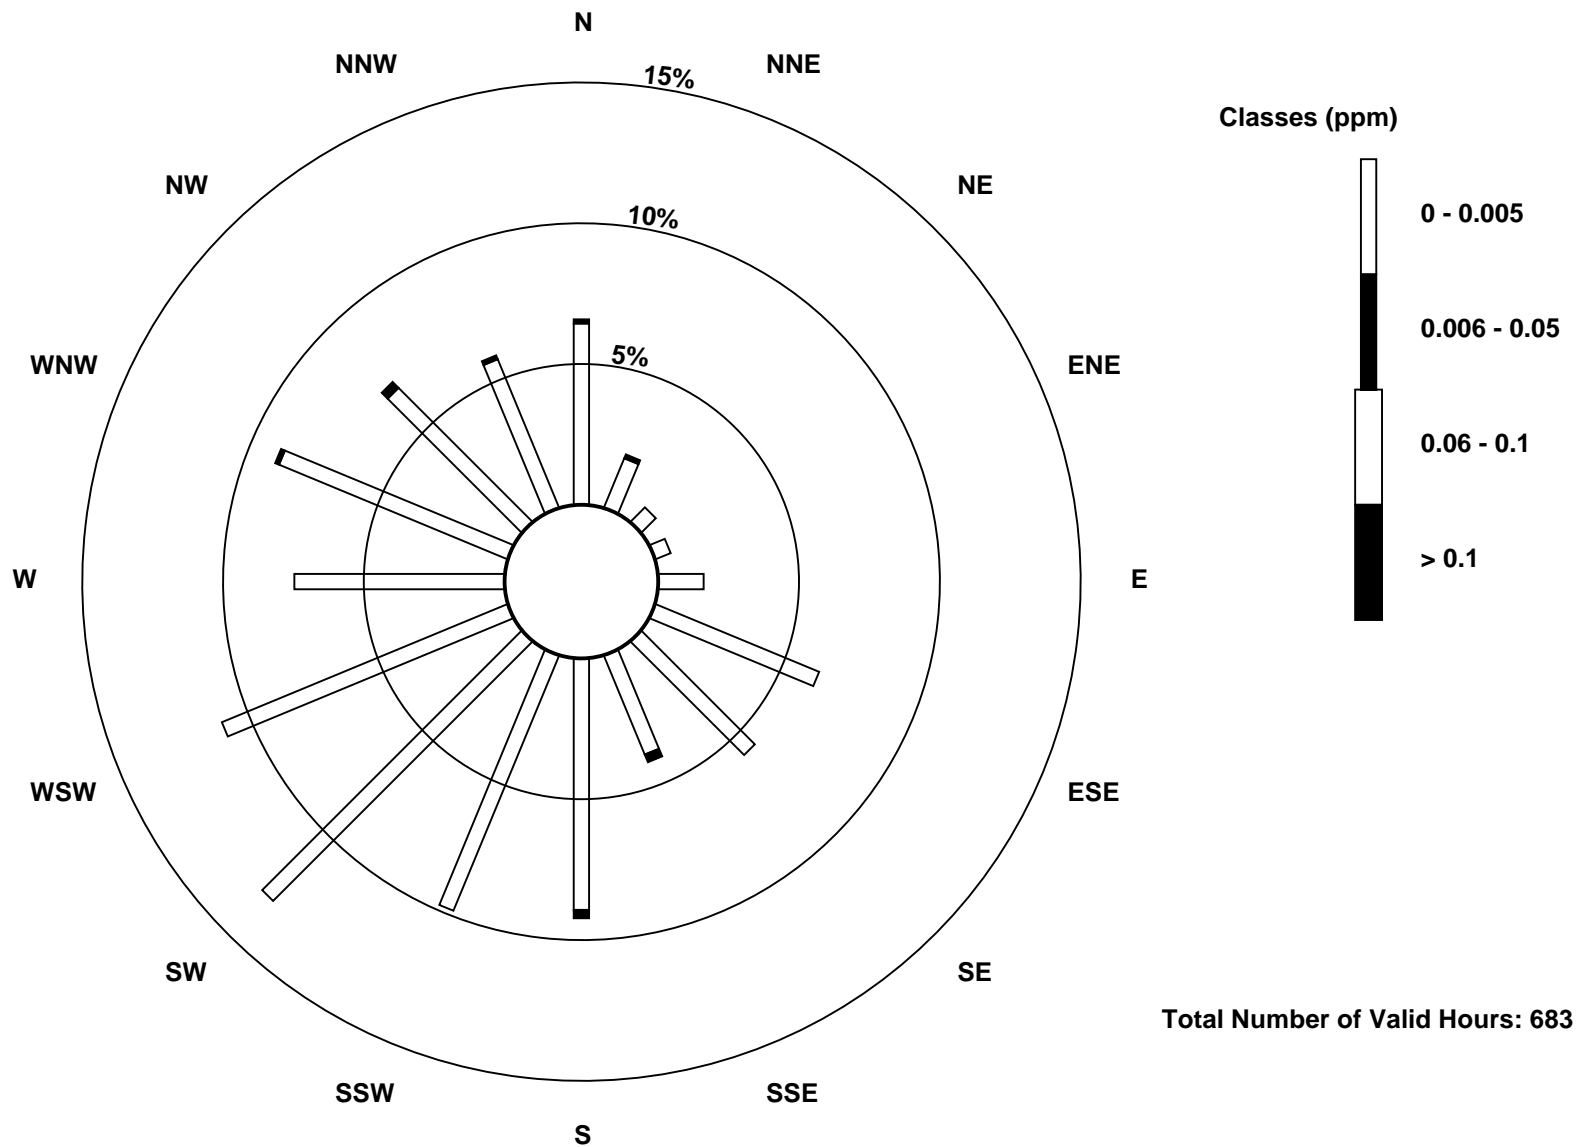 N
NNW
NNE
15%
Classes (ppm)
NW
NE
0 - 0.005
10%
0.006 - 0.05
WNW
5%
ENE
0.06 - 0.1
W
E
> 0.1
WSW
ESE
SW
SE
Total Number of Valid Hours: 683
SSW
SSE
S